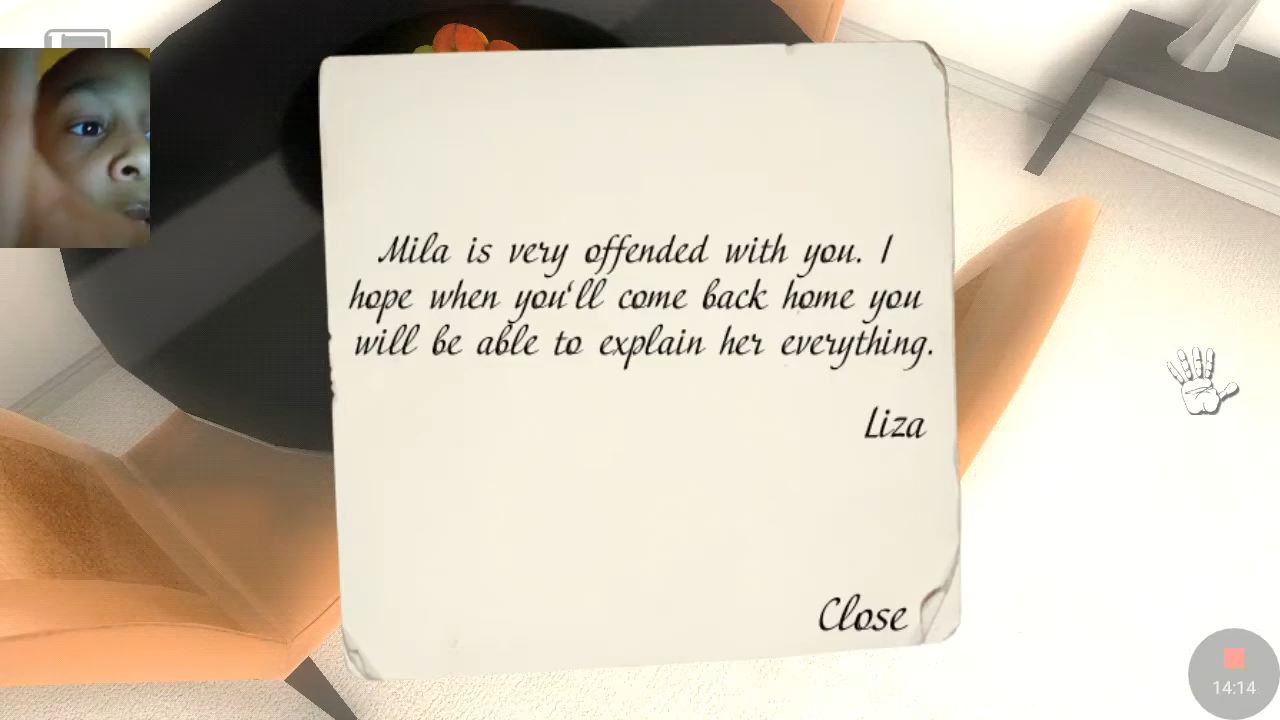 Mila is very offended with you. I
hope when you'll come back home you
will be able to explain her everything.
Liza
Close
14:14